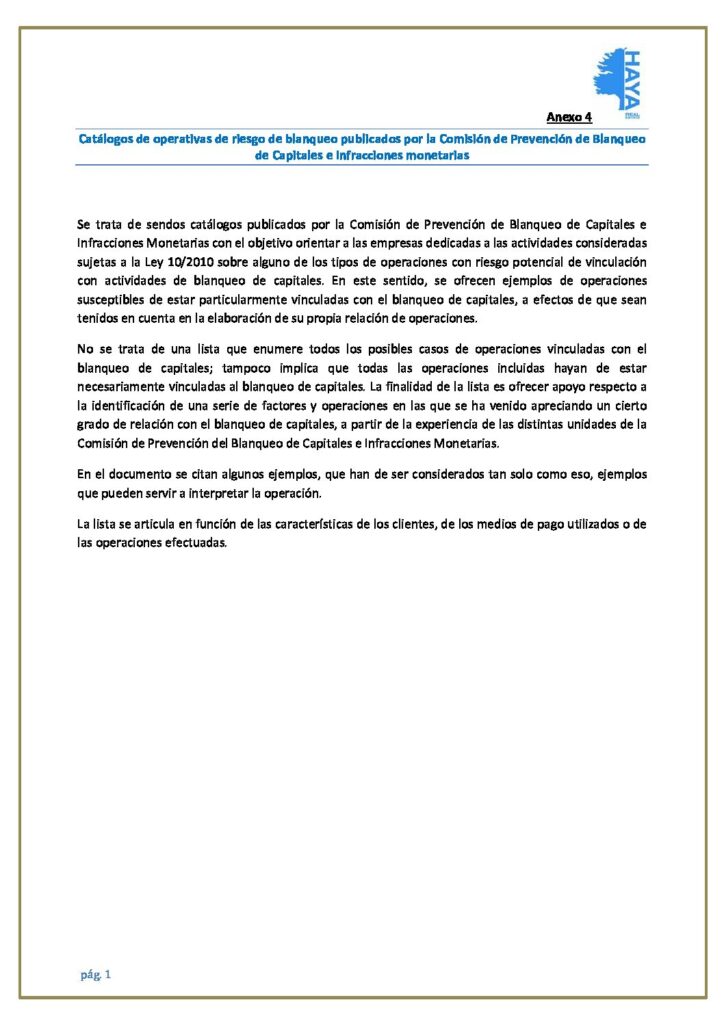 HAYA
REAL ESTATE
Anexo 4
Catálogos de operativas de riesgo de blanqueo publicados por la Comisión de Prevención de Blanqueo
de Capitales e Infracciones monetarias
Se trata de sendos catálogos publicados por la Comisión de Prevención de Blanqueo de Capitales e
Infracciones Monetarias con el objetivo orientar a las empresas dedicadas a las actividades consideradas
sujetas a la Ley 10/2010 sobre alguno de los tipos de operaciones con riesgo potencial de vinculación
con actividades de blanqueo de capitales. En este sentido, se ofrecen ejemplos de operaciones
susceptibles de estar particularmente vinculadas con el blanqueo de capitales, a efectos de que sean
tenidos en cuenta en la elaboración de su propia relación de operaciones.
No se trata de una lista que enumere todos los posibles casos de operaciones vinculadas con el
blanqueo de capitales; tampoco implica que todas las operaciones incluidas hayan de estar
necesariamente vinculadas al blanqueo de capitales. La finalidad de la lista es ofrecer apoyo respecto a
la identificación de una serie de factores y operaciones en las que se ha venido apreciando un cierto
grado de relación con el blanqueo de capitales, a partir de la experiencia de las distintas unidades de la
Comisión de Prevención del Blanqueo de Capitales e Infracciones Monetarias.
En el documento se citan algunos ejemplos, que han de ser considerados tan solo como eso, ejemplos
que pueden servir a interpretar la operación.
La lista se articula en función de las características de los clientes, de los medios de pago utilizados o de
las operaciones efectuadas.
pág. 1